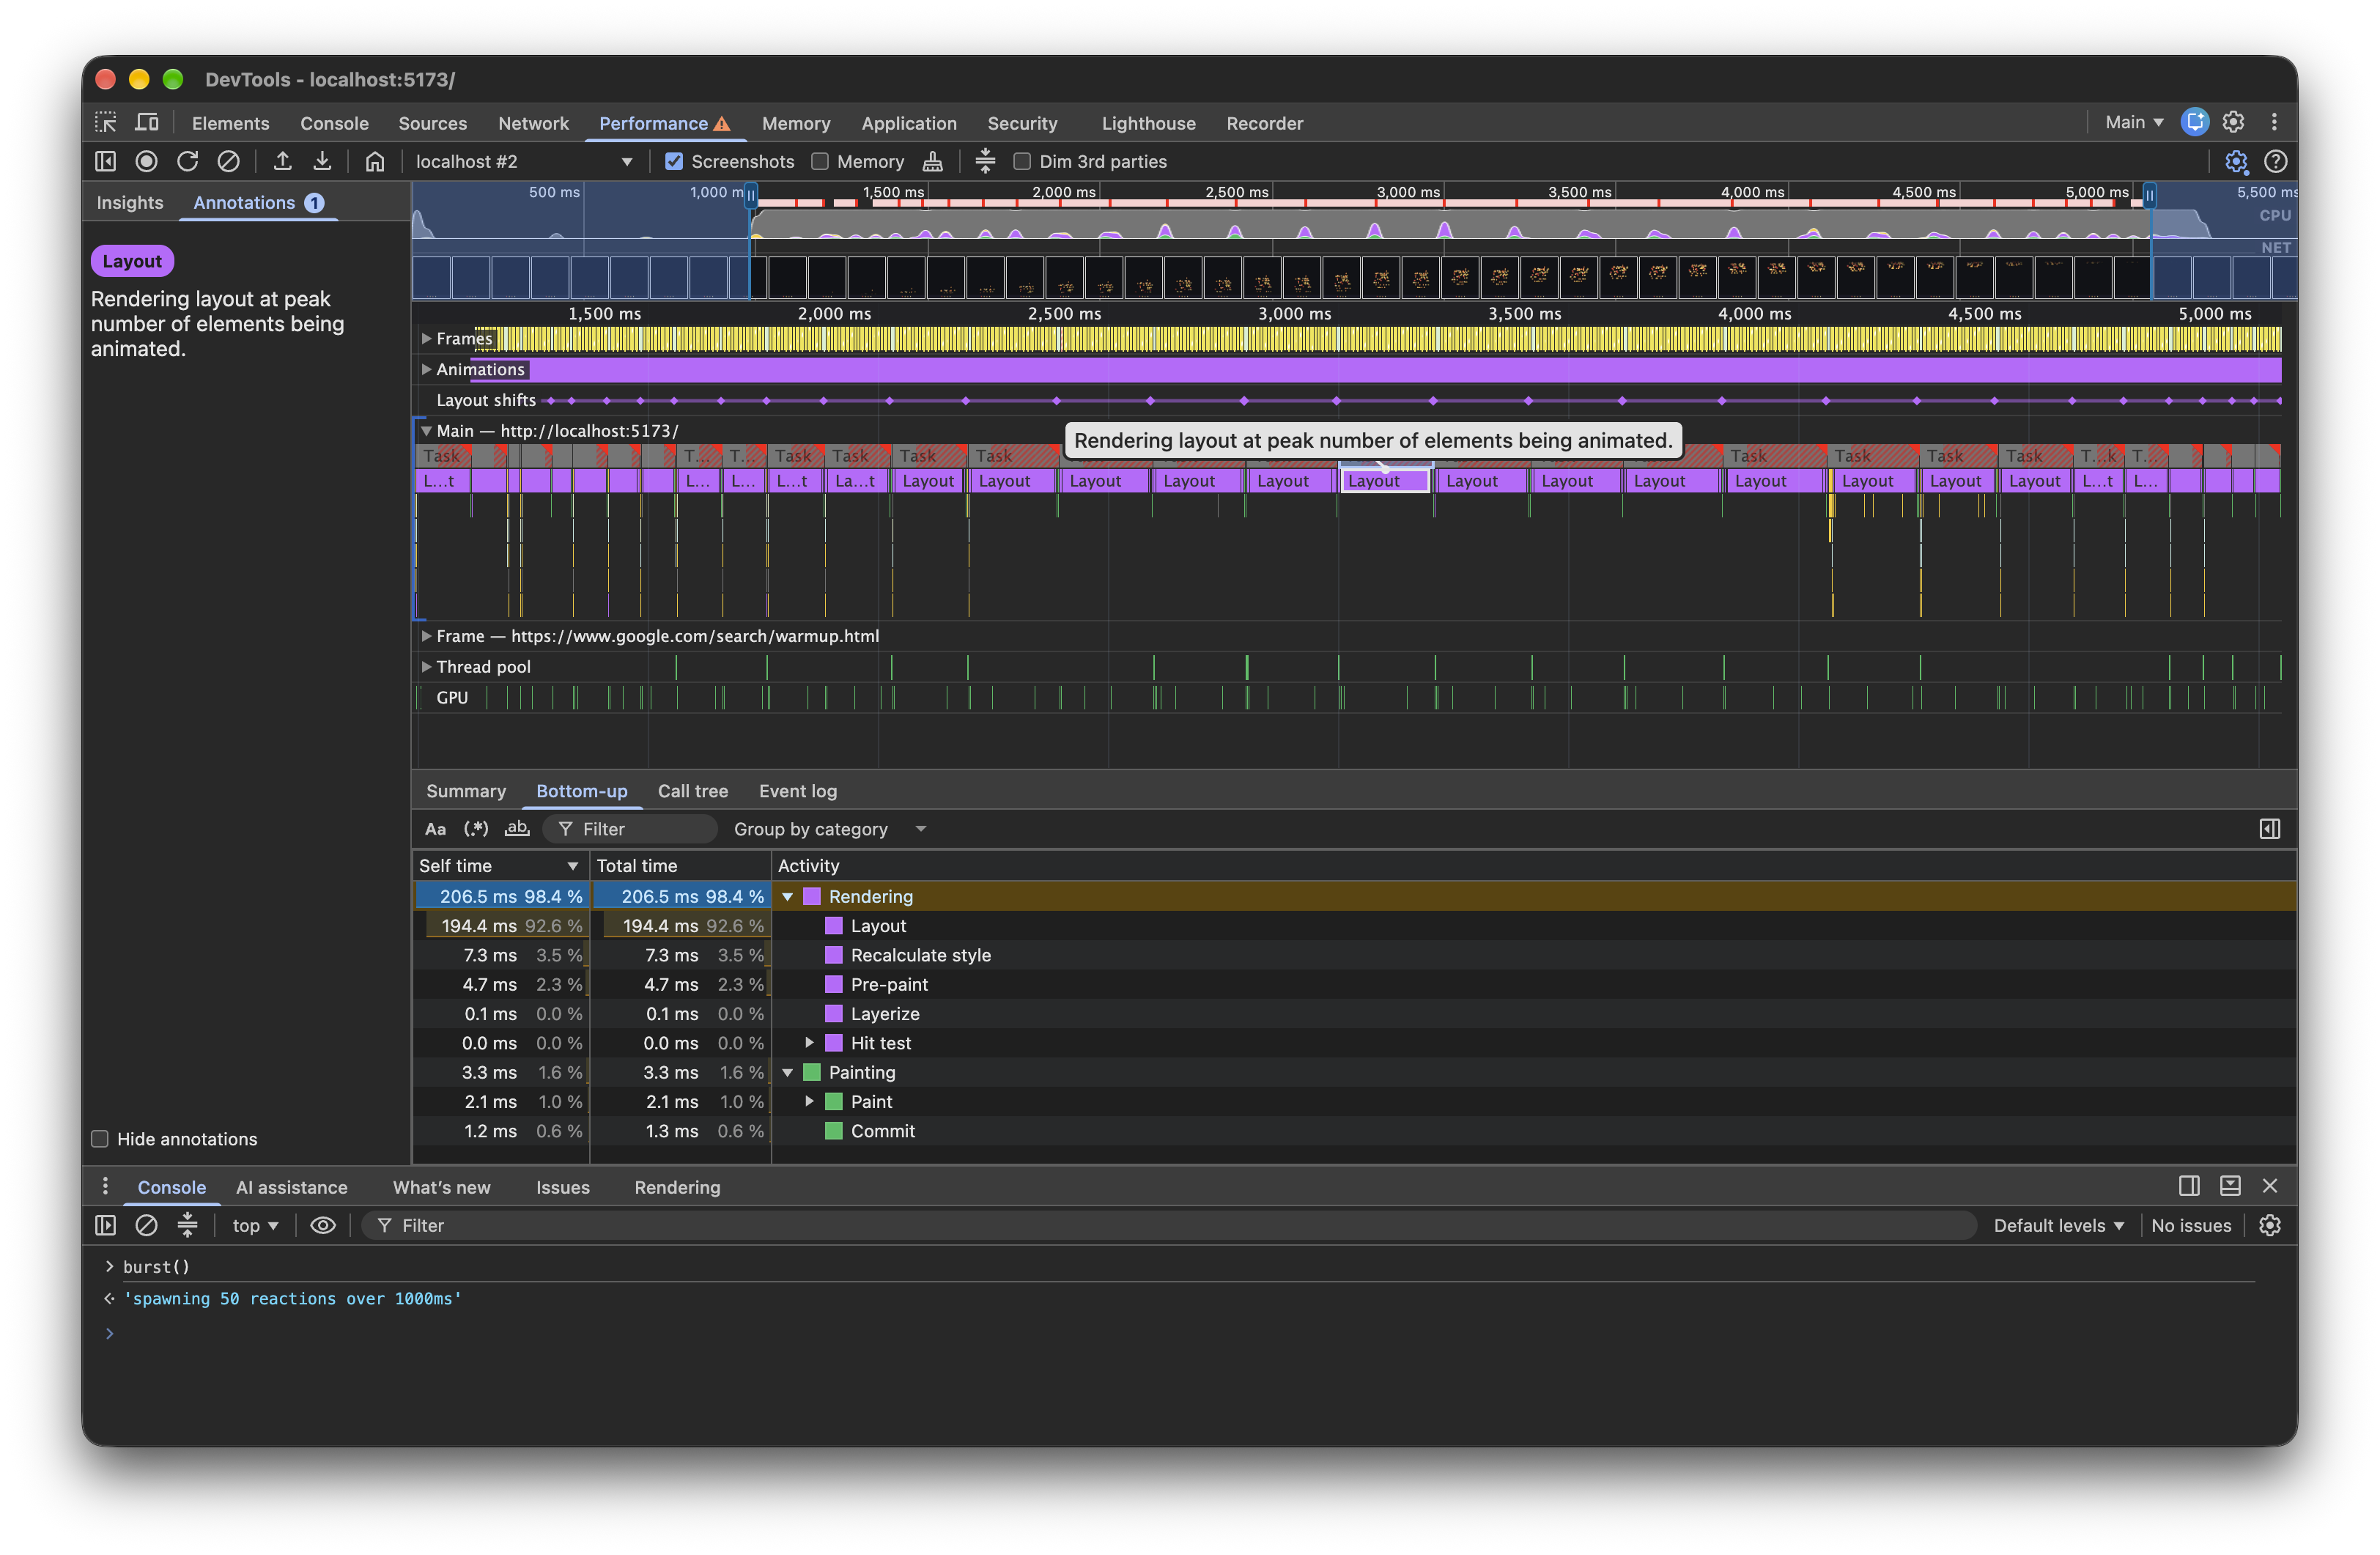 DevTools - localhost:5173/
Elements Console Sources Network Performance Memory Application Security Lighthouse Recorder Main
localhost #2 Screenshots Memory Dim 3rd parties
Insights Annotations 1
Layout
Rendering layout at peak
number of elements being
animated.
Hide annotations
500 ms 1,000 m 1,500 ms 2,000 ms 2,500 ms 3,000 ms 3,500 ms 4,000 ms 4,500 ms 5,000 ms 5,500 ms
CPU
NET
1,500 ms 2,000 ms 2,500 ms 3,000 ms 3,500 ms 4,000 ms 4,500 ms 5,000 ms
Frames
Animations
Layout shifts
Main — http://localhost:5173/
Rendering layout at peak number of elements being animated.
Task T... T... Task Task Task Task Task Task Task Task T...k T...
L...t L... L... L...t La...t Layout Layout Layout Layout Layout Layout Layout Layout Layout Layout Layout Layout Layout L...t L...
Frame — https://www.google.com/search/warmup.html
Thread pool
GPU
Summary Bottom-up Call tree Event log
Aa (.*) ab Filter Group by category
Self time Total time Activity
206.5 ms 98.4 % 206.5 ms 98.4 % Rendering
194.4 ms 92.6 % 194.4 ms 92.6 % Layout
7.3 ms 3.5 % 7.3 ms 3.5 % Recalculate style
4.7 ms 2.3 % 4.7 ms 2.3 % Pre-paint
0.1 ms 0.0 % 0.1 ms 0.0 % Layerize
0.0 ms 0.0 % 0.0 ms 0.0 % Hit test
3.3 ms 1.6 % 3.3 ms 1.6 % Painting
2.1 ms 1.0 % 2.1 ms 1.0 % Paint
1.2 ms 0.6 % 1.3 ms 0.6 % Commit
Console AI assistance What's new Issues Rendering
top Filter Default levels No issues
burst()
'spawning 50 reactions over 1000ms'